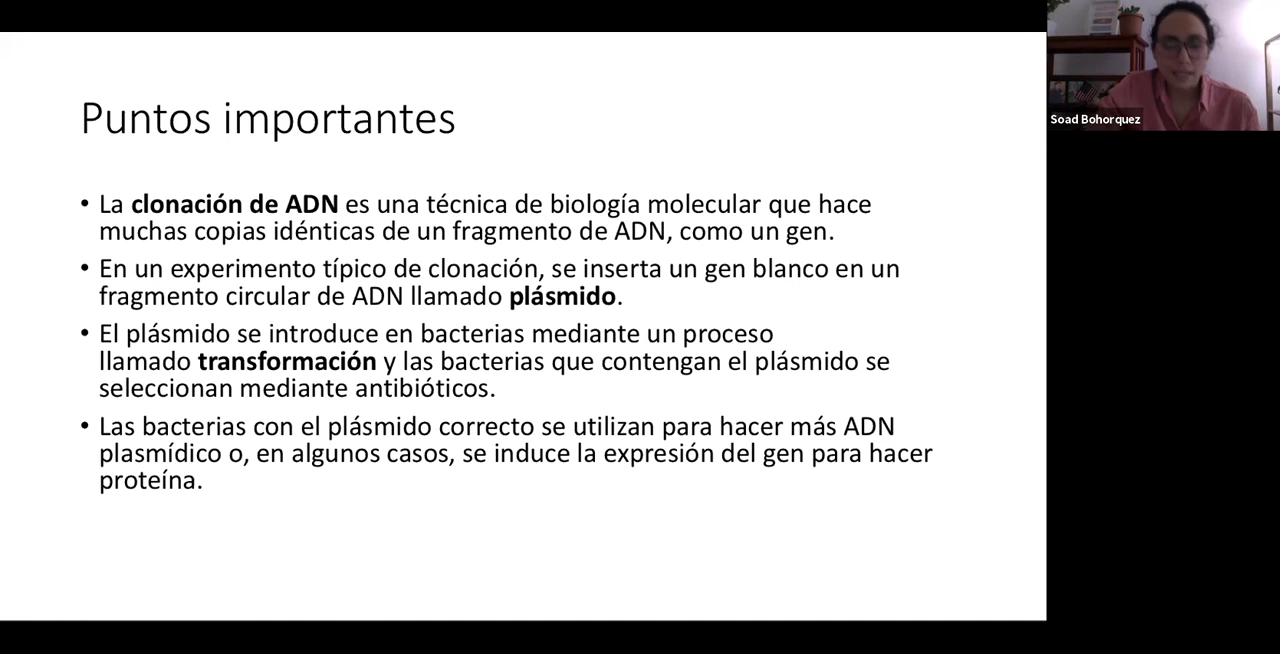 Puntos importantes
• La clonación de ADN es una técnica de biología molecular que hace
muchas copias idénticas de un fragmento de ADN, como un gen.
• En un experimento típico de clonación, se inserta un gen blanco en un
fragmento circular de ADN llamado plásmido.
• El plásmido se introduce en bacterias mediante un proceso
llamado transformación y las bacterias que contengan el plásmido se
seleccionan mediante antibióticos.
• Las bacterias con el plásmido correcto se utilizan para hacer más ADN
plasmídico o, en algunos casos, se induce la expresión del gen para hacer
proteína.
Soad Bohorquez